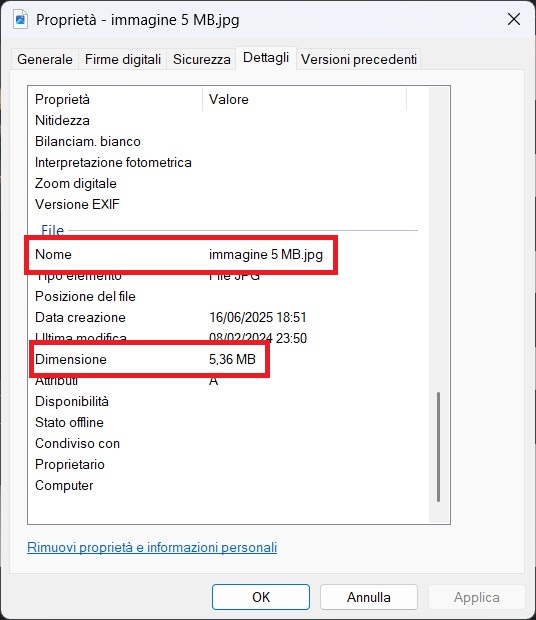 Proprietà - immagine 5 MB.jpg
Generale Firme digitali Sicurezza Dettagli Versioni precedenti
Proprietà Valore
Nitidezza
Bilanciam. bianco
Interpretazione fotometrica
Zoom digitale
Versione EXIF
File
Nome immagine 5 MB.jpg
Tipo elemento File JPG
Posizione del file
Data creazione 16/06/2025 18:51
Ultima modifica 08/02/2024 23:50
Dimensione 5,36 MB
Attributi A
Disponibilità
Stato offline
Condiviso con
Proprietario
Computer
Rimuovi proprietà e informazioni personali
OK Annulla Applica